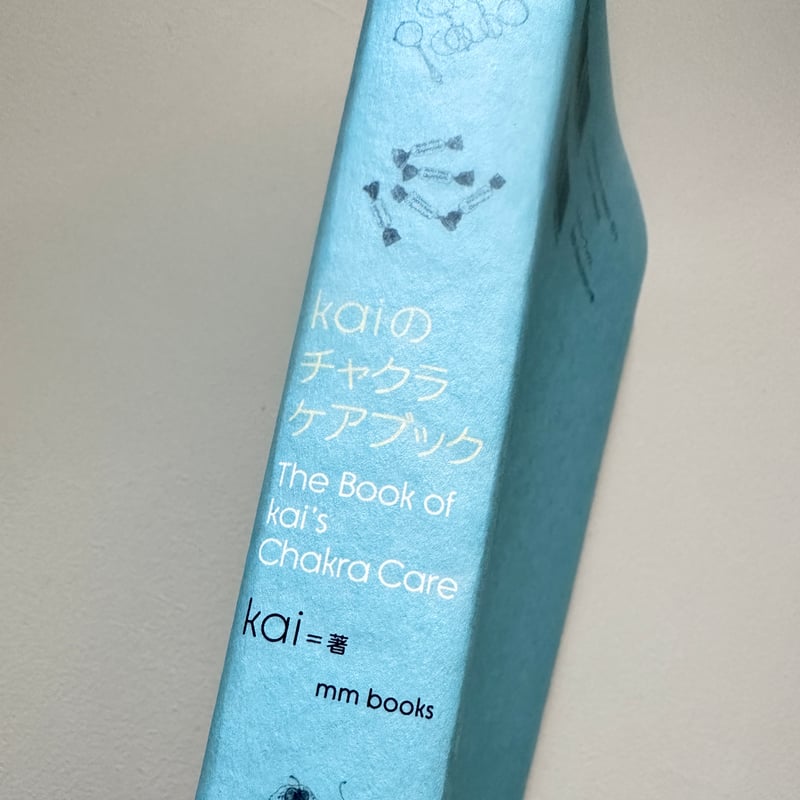 kaiの
チャクラ
ケアブック
The Book of
kai's
Chakra Care
kai=著
mm books